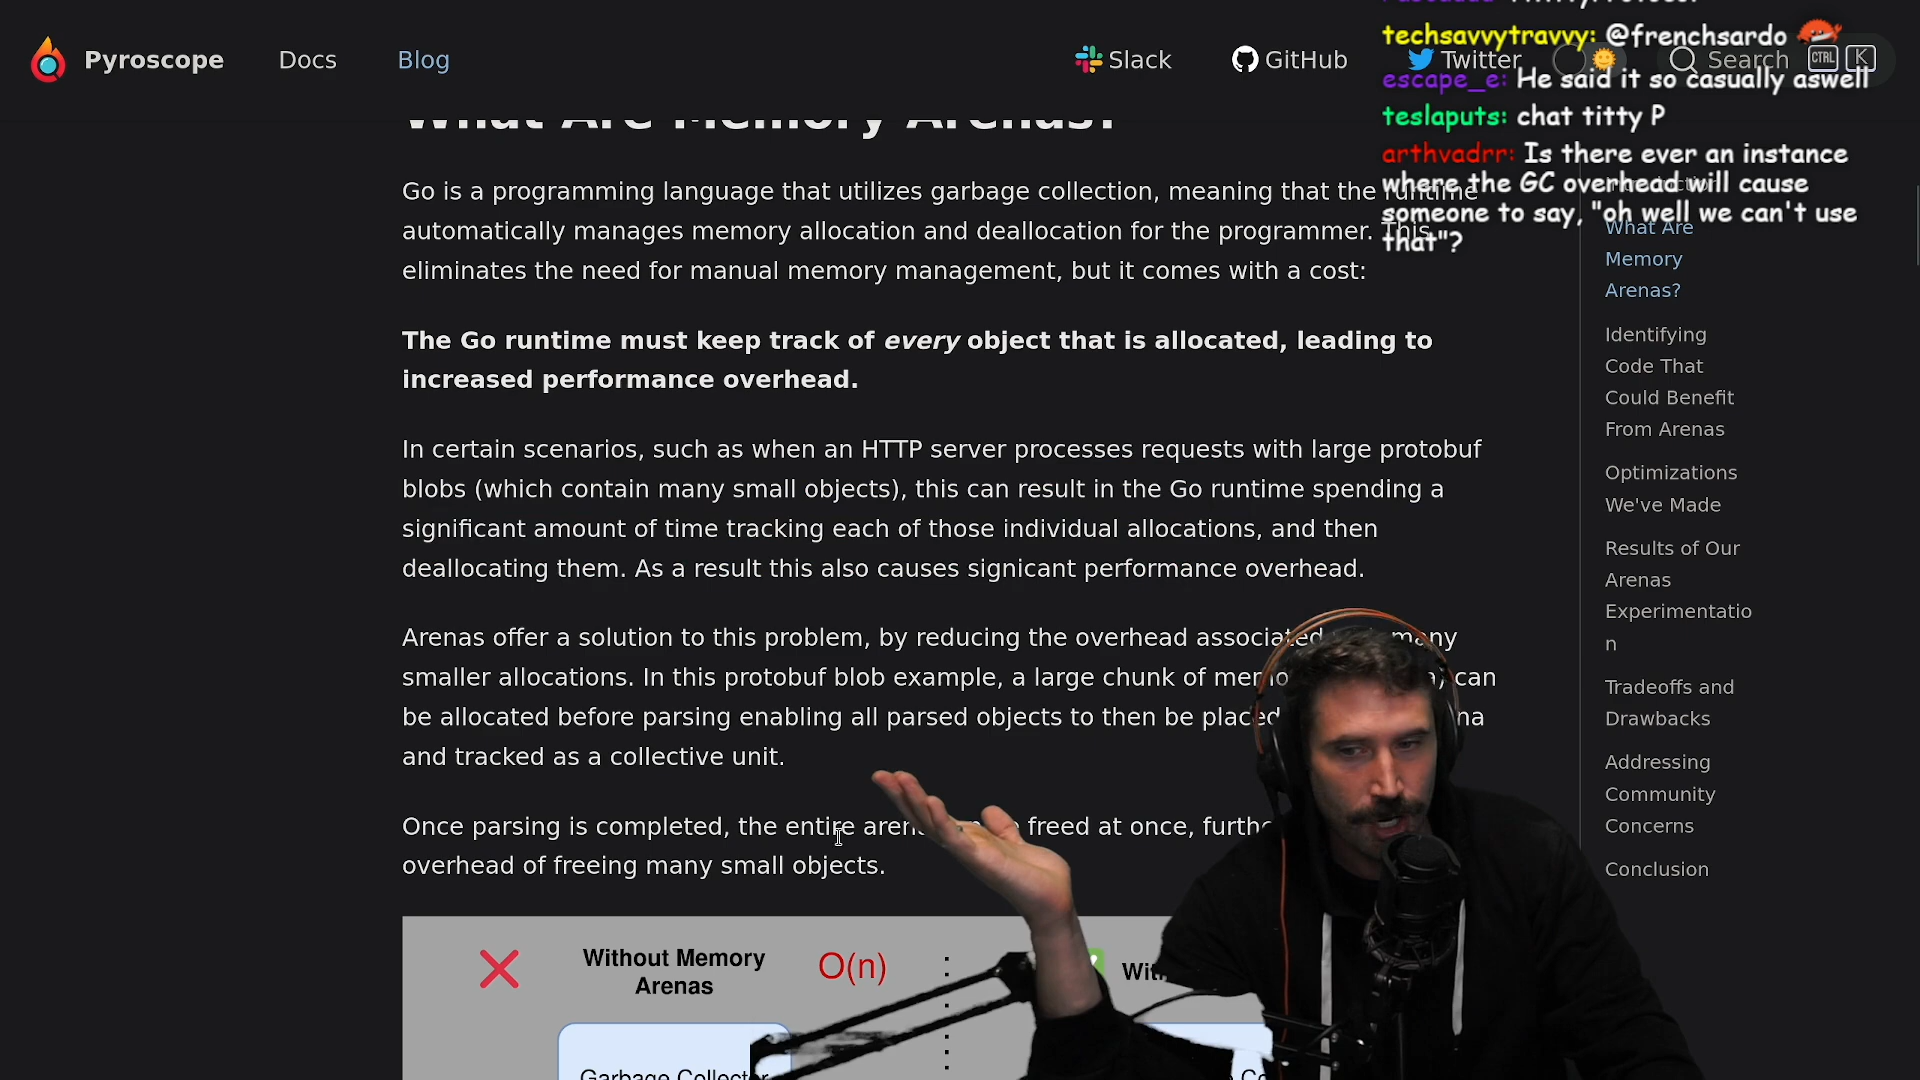 Pyroscope
Docs
Blog
Slack
GitHub
Twitter
Search
CTRL
K
techsavvytravvy: @frenchsardo
escape_e: He said it so casually aswell
teslaputs: chat titty P
arthvadrr: Is there ever an instance
where the GC overhead will cause
someone to say, "oh well we can't use
that"?
What Are Memory Arenas?
Go is a programming language that utilizes garbage collection, meaning that the runtime
automatically manages memory allocation and deallocation for the programmer. This
eliminates the need for manual memory management, but it comes with a cost:
The Go runtime must keep track of every object that is allocated, leading to
increased performance overhead.
In certain scenarios, such as when an HTTP server processes requests with large protobuf
blobs (which contain many small objects), this can result in the Go runtime spending a
significant amount of time tracking each of those individual allocations, and then
deallocating them. As a result this also causes signicant performance overhead.
Arenas offer a solution to this problem, by reducing the overhead associated many
smaller allocations. In this protobuf blob example, a large chunk of can
be allocated before parsing enabling all parsed objects to then be placed
and tracked as a collective unit.
Once parsing is completed, the entire freed at once,
overhead of freeing many small objects.
Without Memory
Arenas
O(n)
Garbage Collector
What Are
Memory
Arenas?
Identifying
Code That
Could Benefit
From Arenas
Optimizations
We've Made
Results of Our
Arenas
Experimentatio
n
Tradeoffs and
Drawbacks
Addressing
Community
Concerns
Conclusion